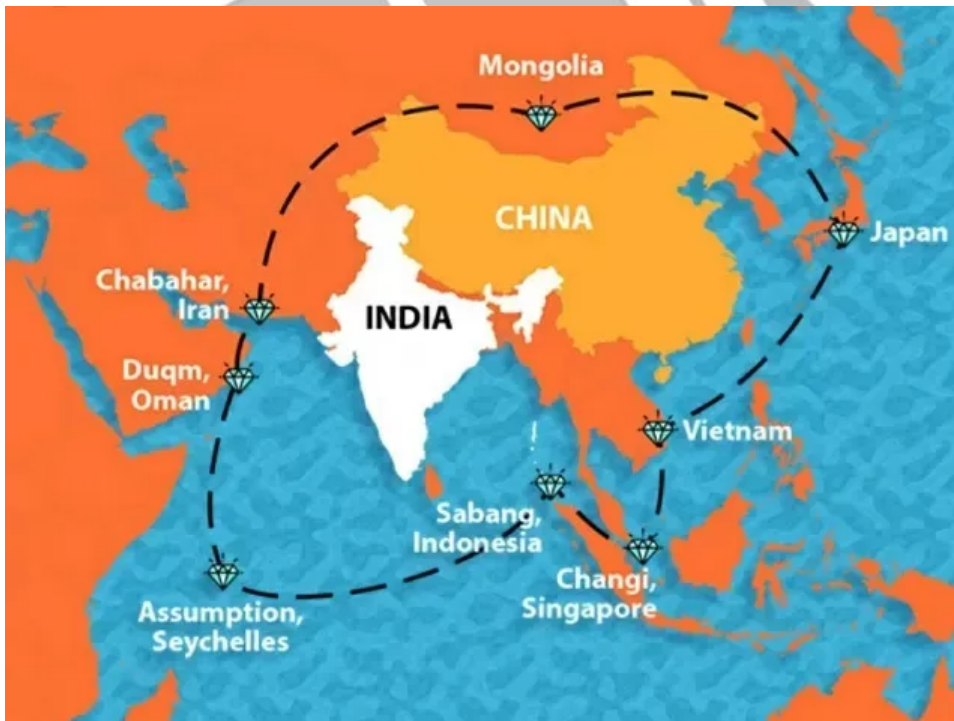 Mongolia
CHINA
Japan
Chabahar,
Iran
INDIA
Duqm,
Oman
Vietnam
Sabang,
Indonesia
Changi,
Singapore
Assumption,
Seychelles